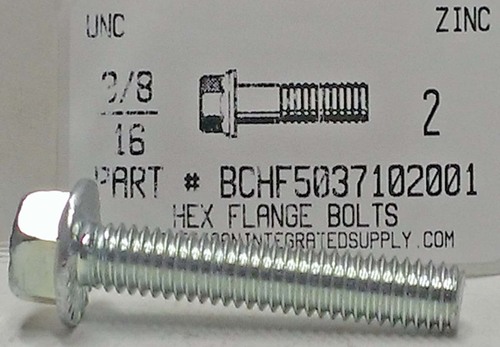 UNC ZINC
3/8
16
2
PART # BCHF5037102001
HEX FLANGE BOLTS
INTEGRATEDSUPPLY.COM